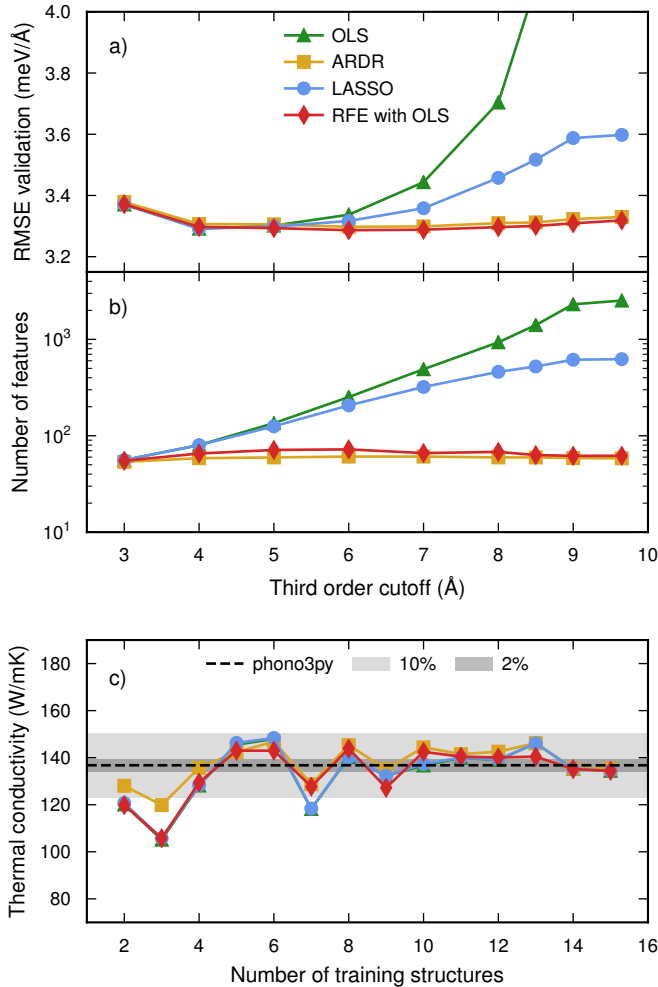 4.0
3.8
3.6
3.4
3.2
RMSE validation (meV/Å)
a)
OLS
ARDR
LASSO
RFE with OLS
10³
10²
10¹
Number of features
b)
3 4 5 6 7 8 9 10
Third order cutoff (Å)
180
160
140
120
100
80
Thermal conductivity (W/mK)
c)
phono3py 10% 2%
2 4 6 8 10 12 14 16
Number of training structures